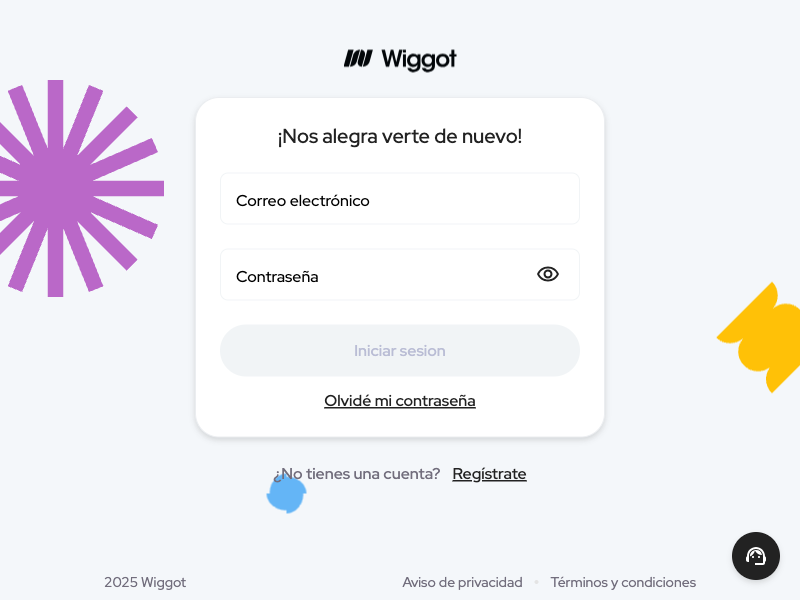 Wiggot
¡Nos alegra verte de nuevo!
Correo electrónico
Contraseña
Iniciar sesion
Olvidé mi contraseña
¿No tienes una cuenta? Regístrate
2025 Wiggot
Aviso de privacidad
Términos y condiciones